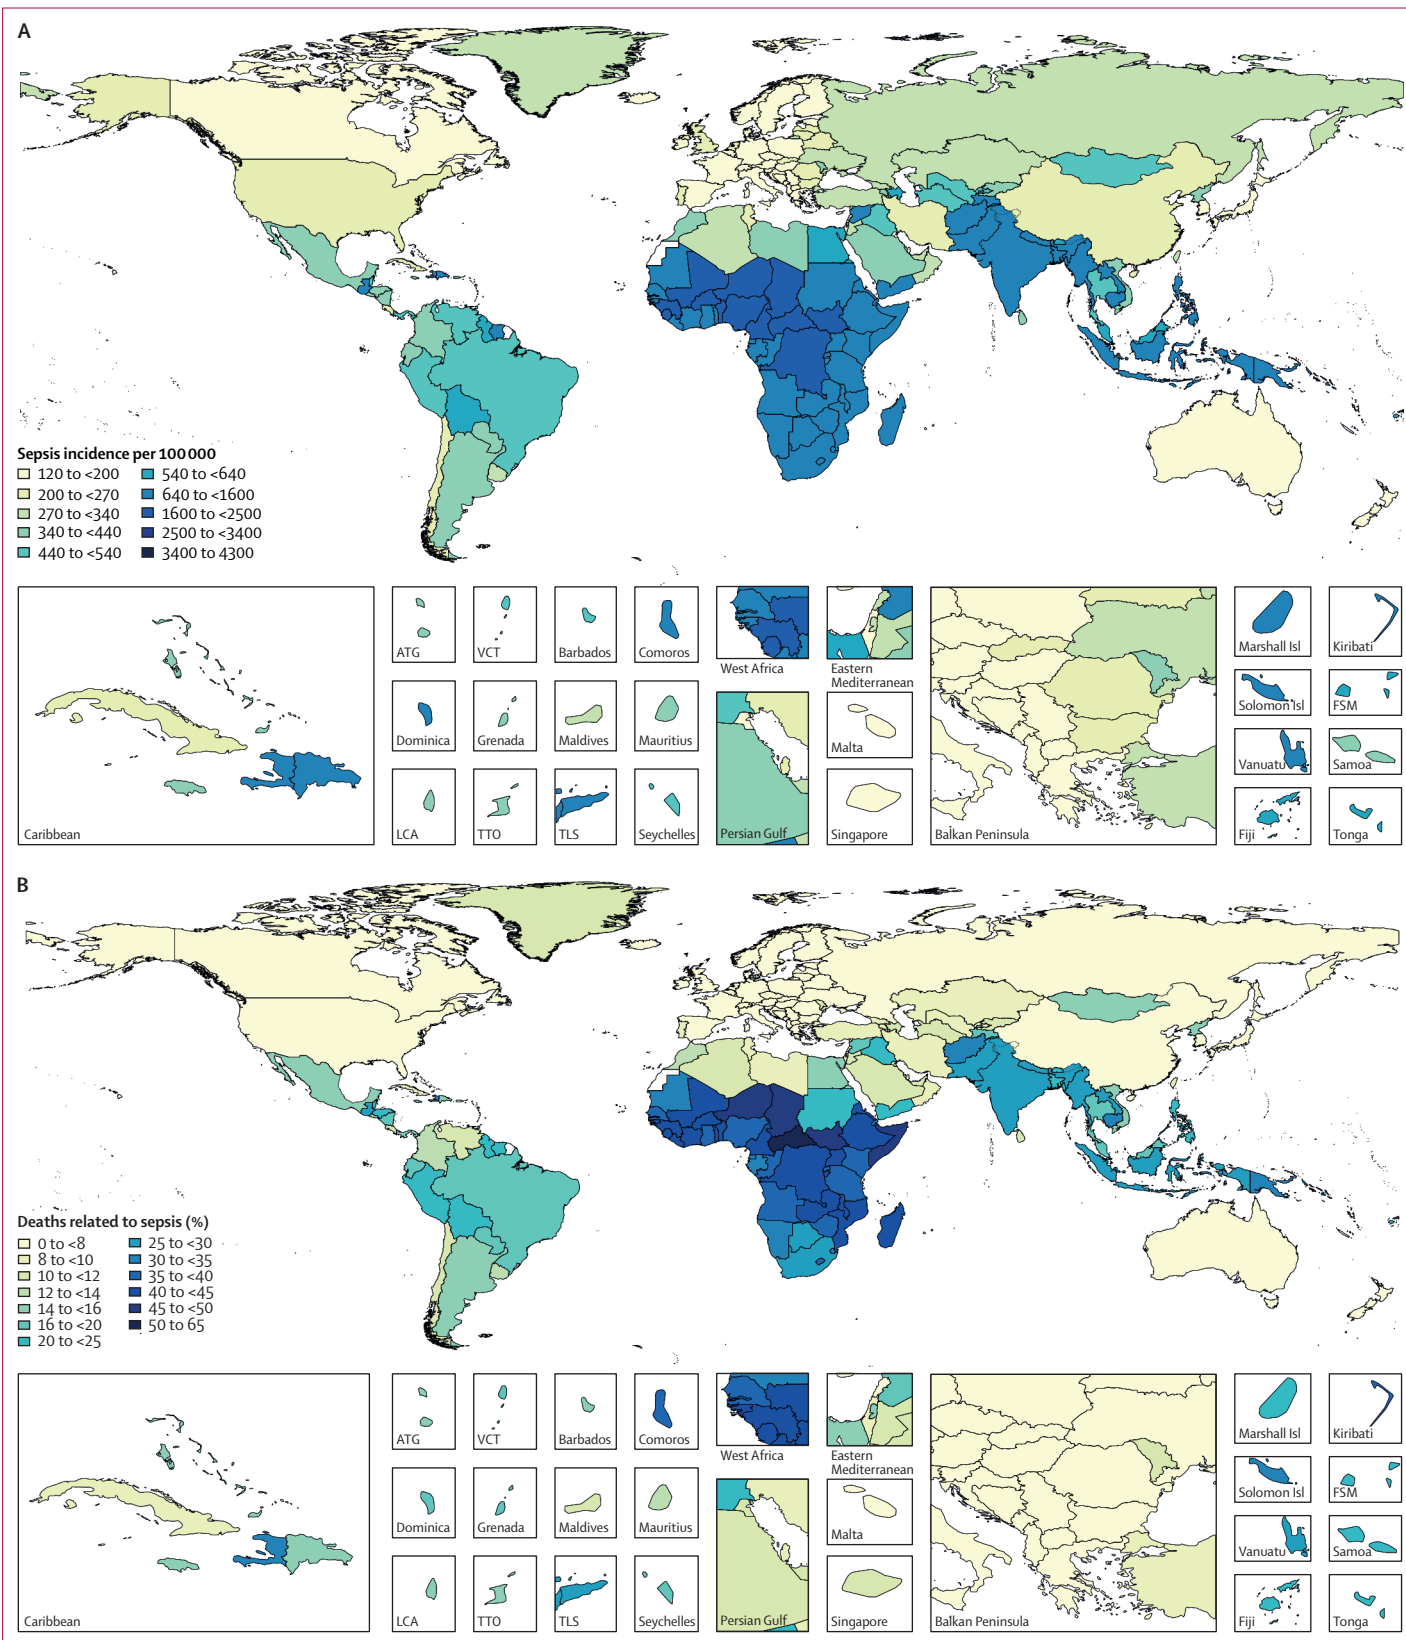 A
Sepsis incidence per 100 000
120 to <200
200 to <270
270 to <340
340 to <440
440 to <540
540 to <640
640 to <1600
1600 to <2500
2500 to <3400
3400 to 4300
Caribbean
ATG
VCT
Barbados
Comoros
Dominica
Grenada
Maldives
Mauritius
LCA
TTO
TLS
Seychelles
West Africa
Eastern
Mediterranean
Persian Gulf
Malta
Singapore
Balkan Peninsula
Marshall Isl
Kiribati
Solomon Isl
FSM
Vanuatu
Samoa
Fiji
Tonga
B
Deaths related to sepsis (%)
0 to <8
8 to <10
10 to <12
12 to <14
14 to <16
16 to <20
20 to <25
25 to <30
30 to <35
35 to <40
40 to <45
45 to <50
50 to 65
Caribbean
ATG
VCT
Barbados
Comoros
Dominica
Grenada
Maldives
Mauritius
LCA
TTO
TLS
Seychelles
West Africa
Eastern
Mediterranean
Persian Gulf
Malta
Singapore
Balkan Peninsula
Marshall Isl
Kiribati
Solomon Isl
FSM
Vanuatu
Samoa
Fiji
Tonga